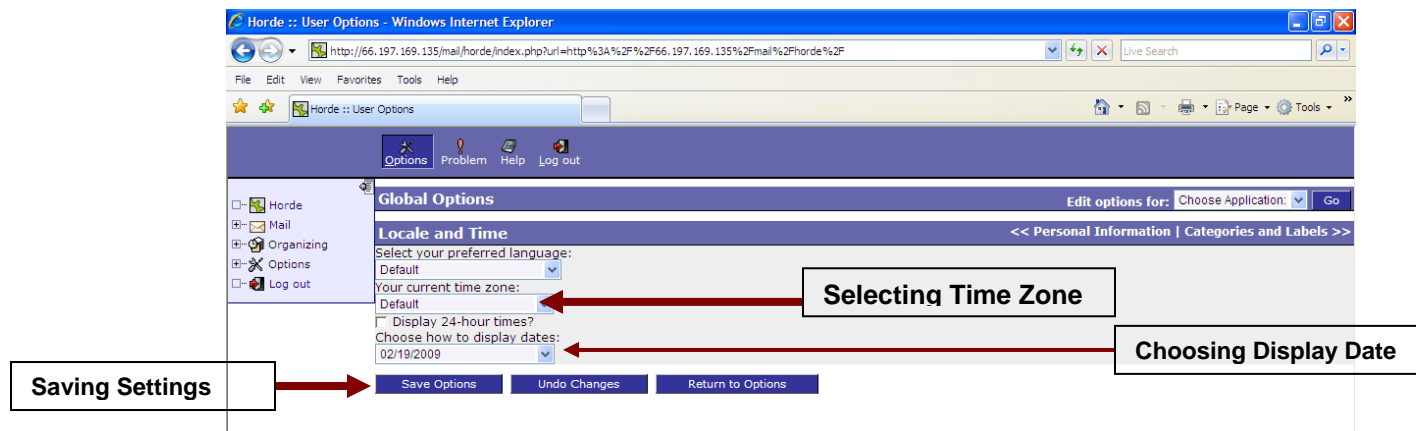 Horde :: User Options - Windows Internet Explorer
http://66.197.169.135/mail/horde/index.php?url=http%3A%2F%2F66.197.169.135%2Fmail%2Fhorde%2F
Live Search
File Edit View Favorites Tools Help
Horde :: User Options
Page Tools »
Options Problem Help Log out
Horde
Mail
Organizing
Options
Log out
Global Options
Edit options for: Choose Application: Go
Locale and Time
<< Personal Information | Categories and Labels >>
Select your preferred language:
Default
Your current time zone:
Default
Selecting Time Zone
Display 24-hour times?
Choose how to display dates:
02/19/2009
Choosing Display Date
Saving Settings
Save Options Undo Changes Return to Options